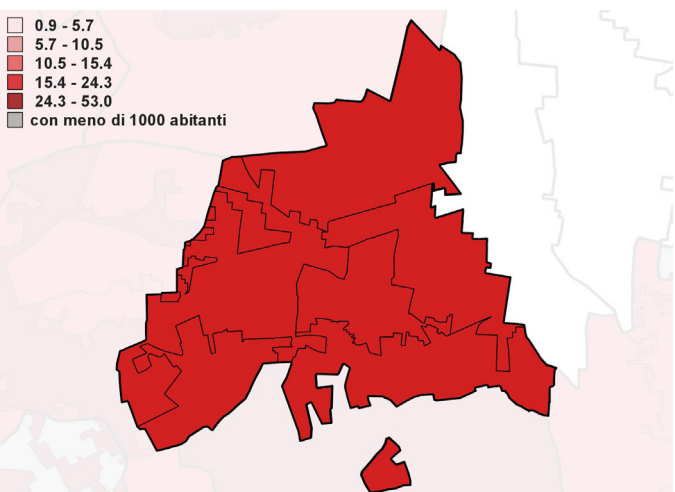 0.9 - 5.7
5.7 - 10.5
10.5 - 15.4
15.4 - 24.3
24.3 - 53.0
con meno di 1000 abitanti